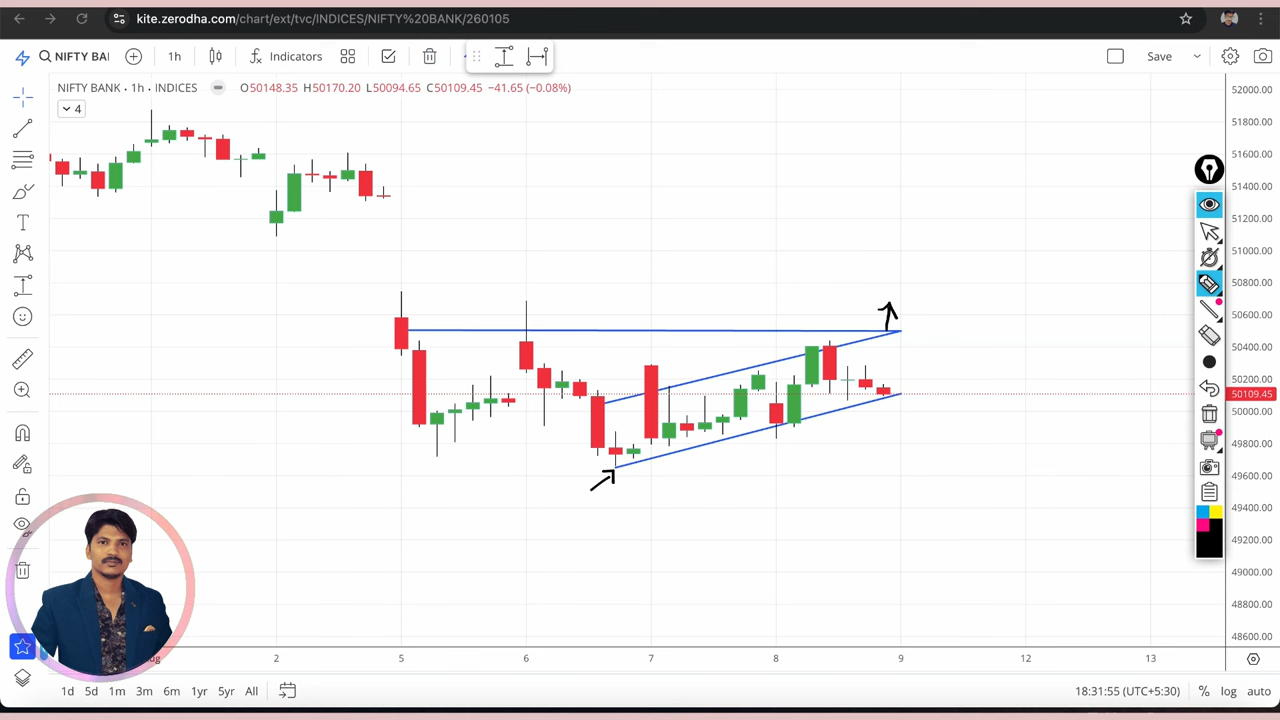 kite.zerodha.com/chart/ext/tvc/INDICES/NIFTY%20BANK/260105
NIFTY BA
1h
Indicators
Save
NIFTY BANK · 1h · INDICES
O50148.35 H50170.20 L50094.65 C50109.45 −41.65 (−0.08%)
4
52000.00
51800.00
51600.00
51400.00
51200.00
51000.00
50800.00
50600.00
50400.00
50200.00
50109.45
50000.00
49800.00
49600.00
49400.00
49200.00
49000.00
48800.00
48600.00
2
5
6
7
8
9
12
13
1d 5d 1m 3m 6m 1yr 5yr All
18:31:55 (UTC+5:30)
%
log
auto